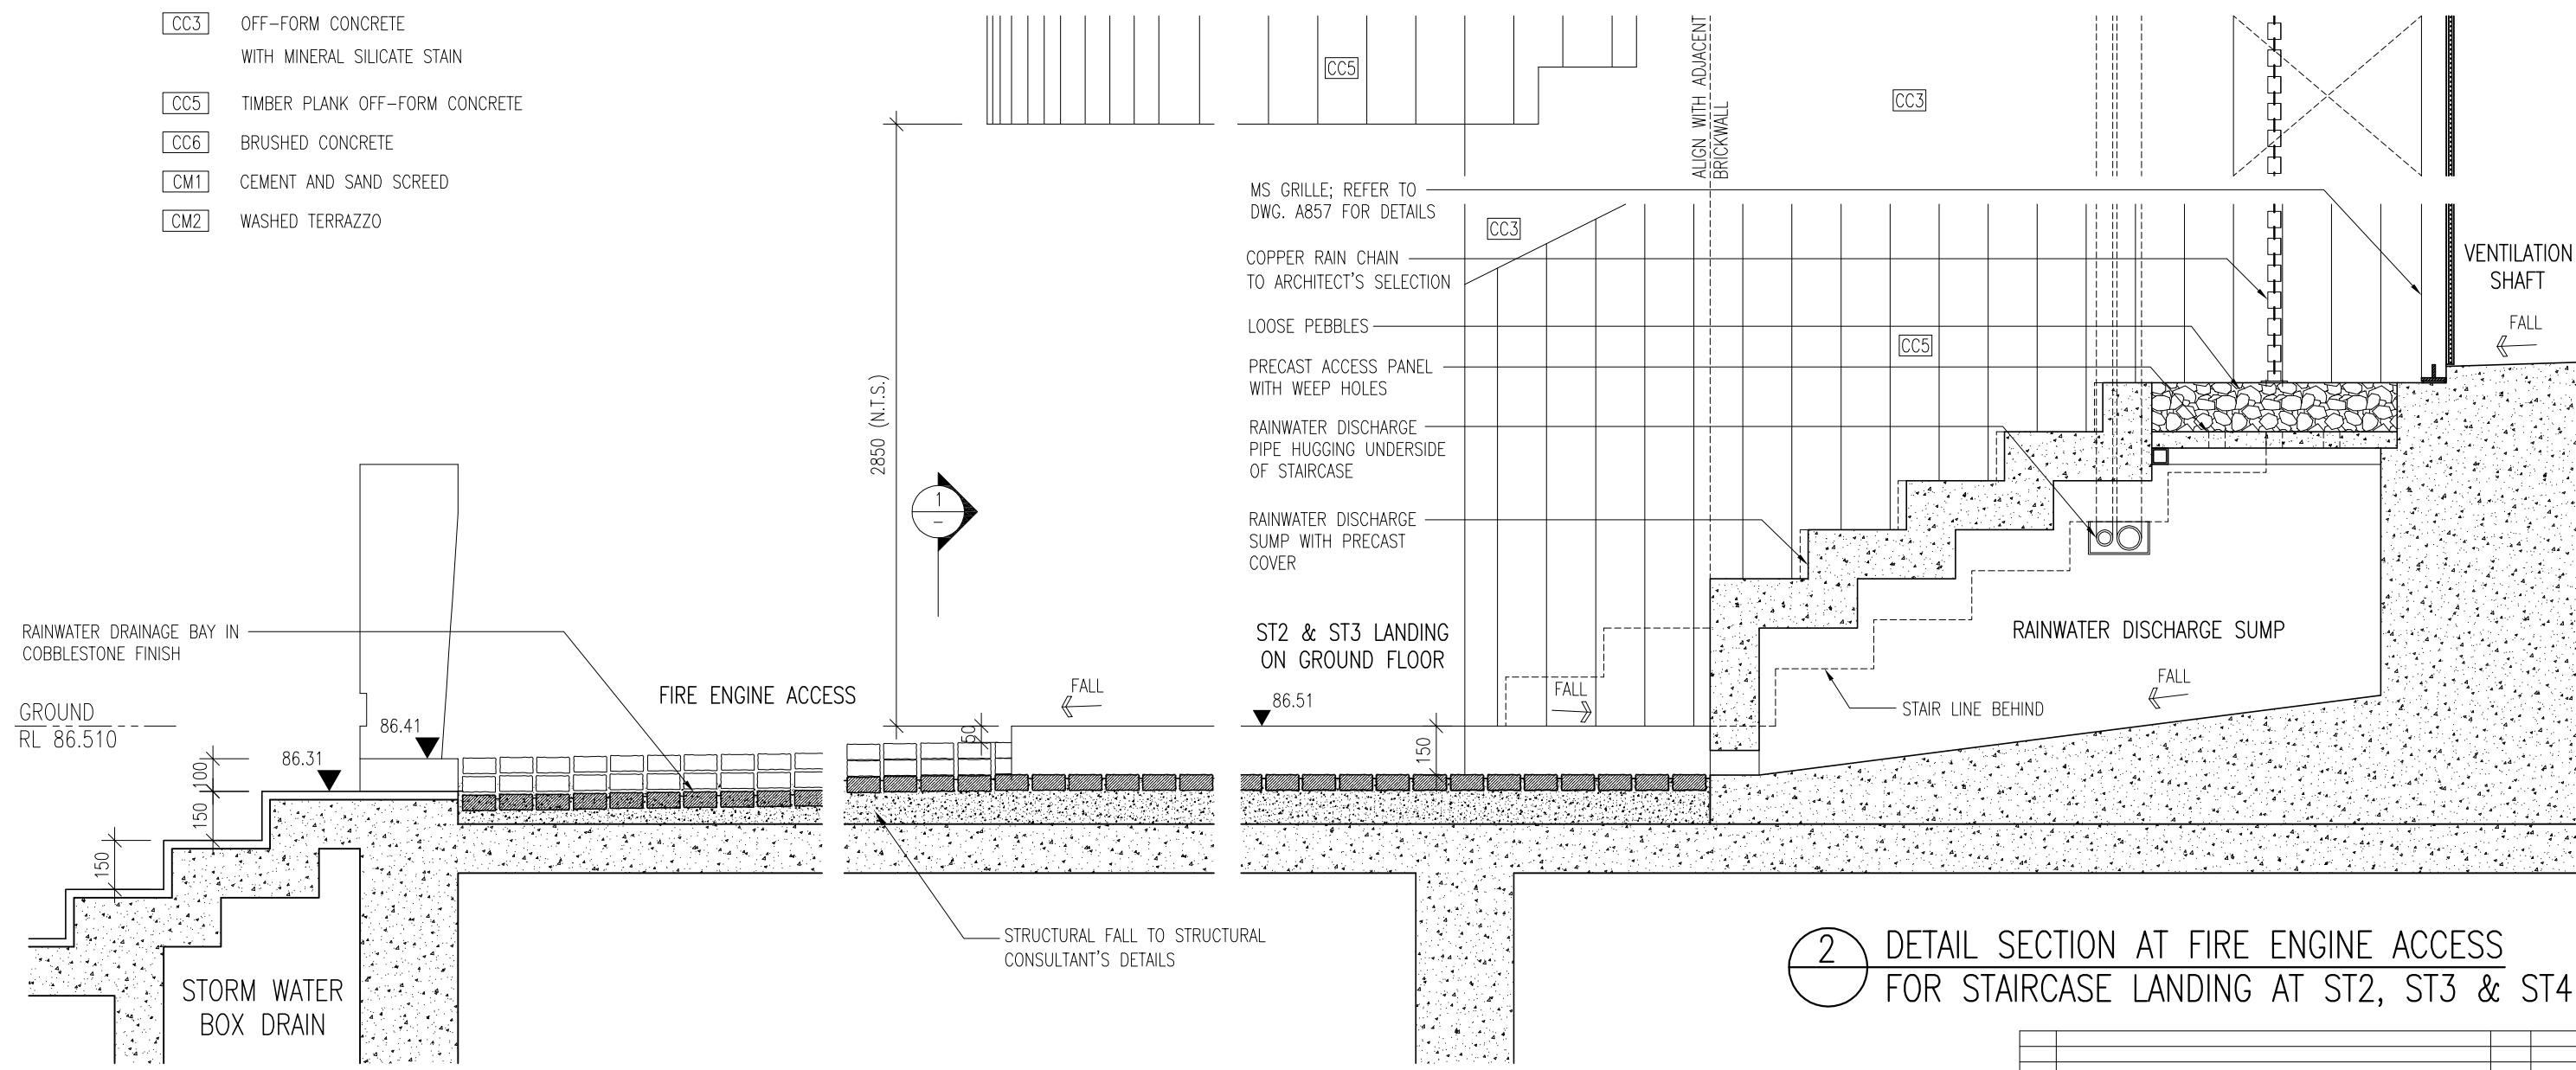 CC3 OFF-FORM CONCRETE
WITH MINERAL SILICATE STAIN
CC5 TIMBER PLANK OFF-FORM CONCRETE
CC6 BRUSHED CONCRETE
CM1 CEMENT AND SAND SCREED
CM2 WASHED TERRAZZO
CC5
ALIGN WITH ADJACENT
BRICKWALL
CC3
MS GRILLE; REFER TO
DWG. A857 FOR DETAILS
CC3
COPPER RAIN CHAIN
TO ARCHITECT'S SELECTION
VENTILATION
SHAFT
FALL
LOOSE PEBBLES
CC5
PRECAST ACCESS PANEL
WITH WEEP HOLES
RAINWATER DISCHARGE
PIPE HUGGING UNDERSIDE
OF STAIRCASE
RAINWATER DISCHARGE
SUMP WITH PRECAST
COVER
2850 (N.T.S.)
1
–
RAINWATER DRAINAGE BAY IN
COBBLESTONE FINISH
FIRE ENGINE ACCESS
ST2 & ST3 LANDING
ON GROUND FLOOR
RAINWATER DISCHARGE SUMP
FALL
FALL
FALL
86.51
STAIR LINE BEHIND
GROUND
RL 86.510
86.41
86.31
50
150
100
150
150
STRUCTURAL FALL TO STRUCTURAL
CONSULTANT'S DETAILS
STORM WATER
BOX DRAIN
2
DETAIL SECTION AT FIRE ENGINE ACCESS
FOR STAIRCASE LANDING AT ST2, ST3 & ST4